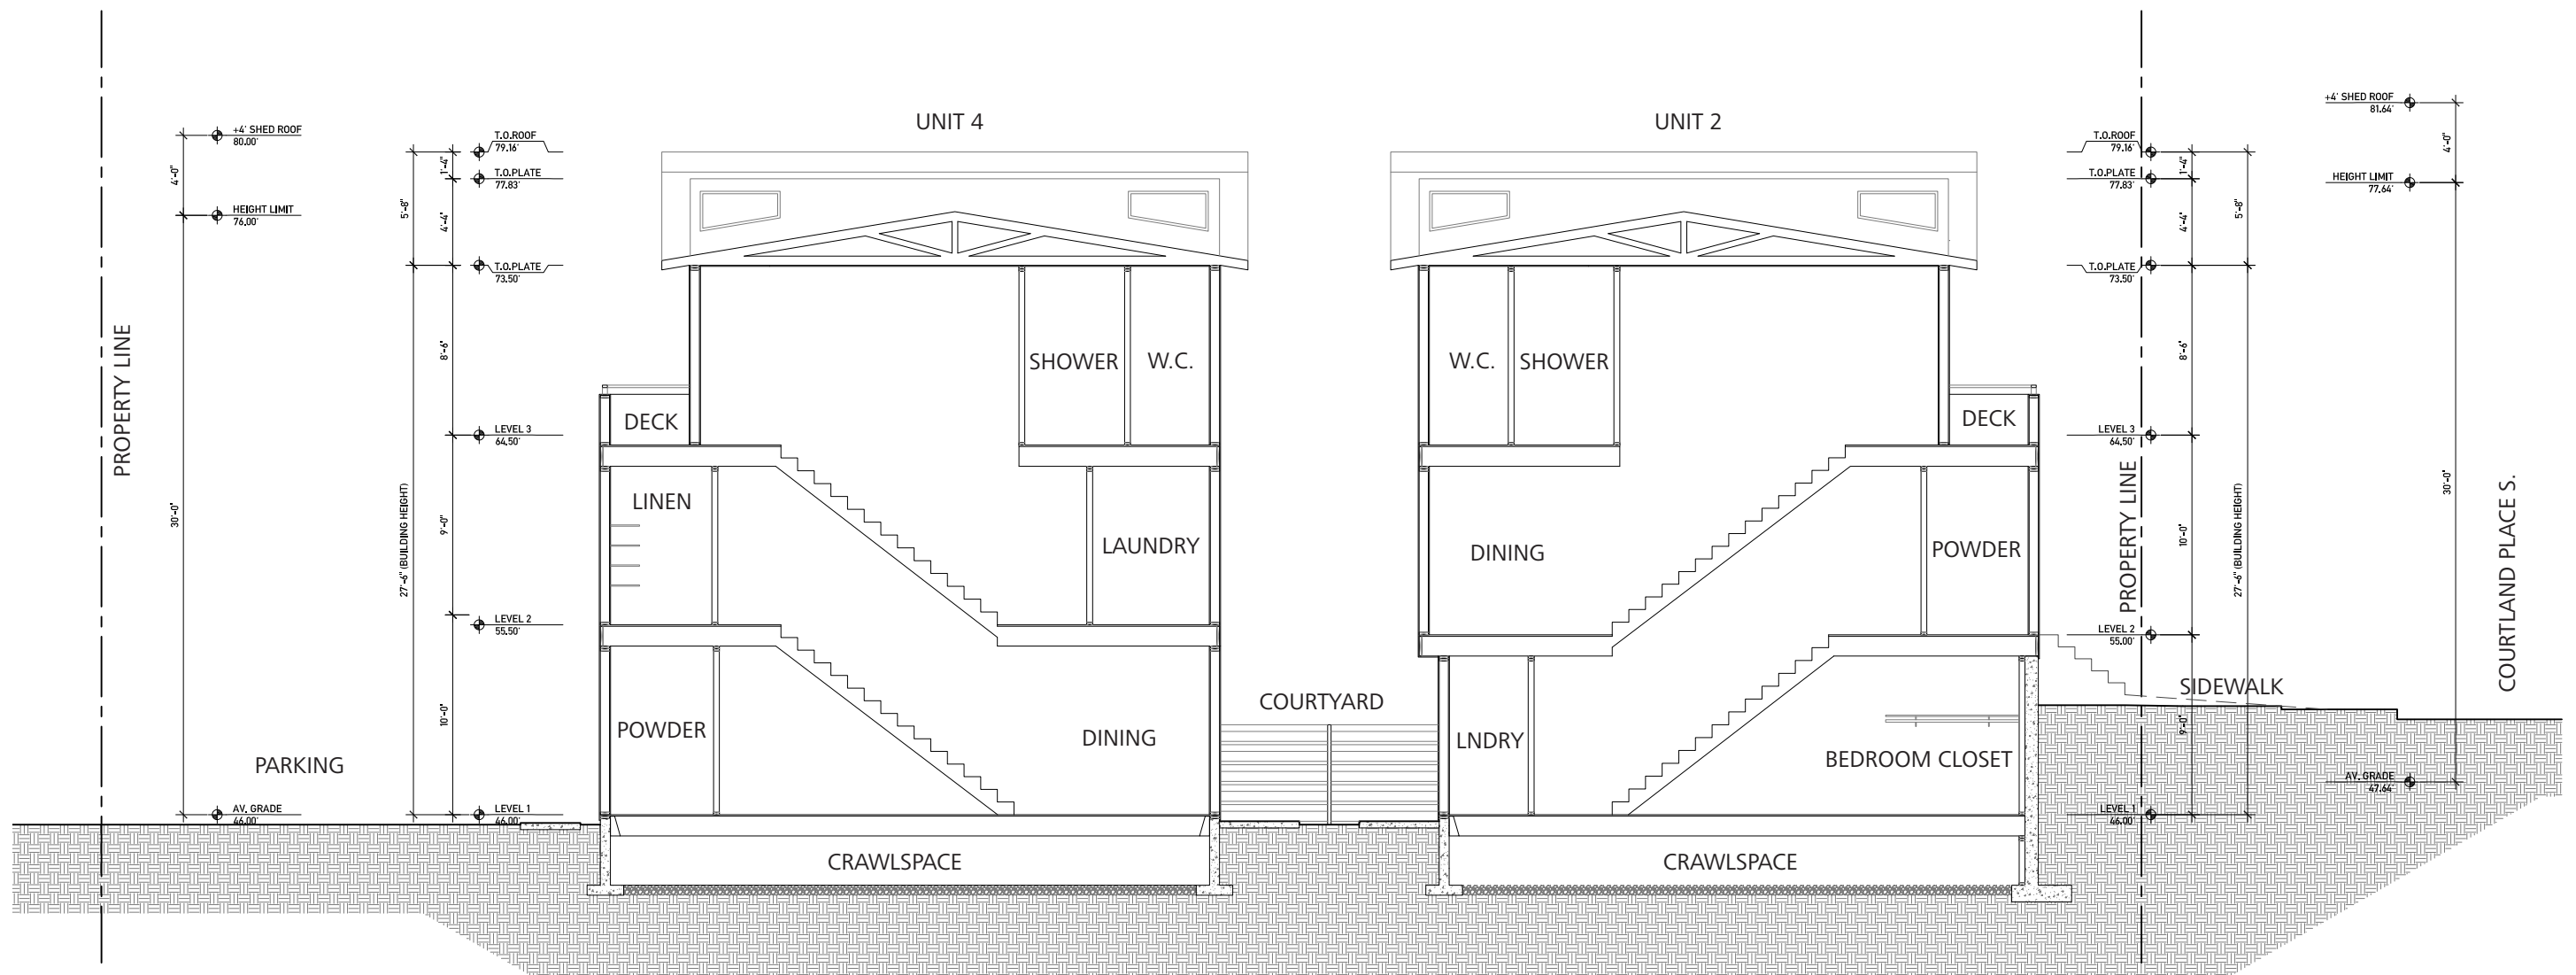 UNIT 4
UNIT 2
+4' SHED ROOF
80.00'
4'-0"
HEIGHT LIMIT
76.00'
30'-0"
AV. GRADE
46.00'
PROPERTY LINE
PARKING
T.O.ROOF
79.16'
1'-4"
T.O.PLATE
77.83'
5'-8"
4'-4"
T.O.PLATE
73.50'
8'-6"
LEVEL 3
64.50'
27'-6" (BUILDING HEIGHT)
9'-0"
LEVEL 2
55.50'
10'-0"
LEVEL 1
46.00'
SHOWER
W.C.
DECK
LINEN
LAUNDRY
POWDER
DINING
CRAWLSPACE
COURTYARD
W.C.
SHOWER
DECK
DINING
POWDER
LNDRY
BEDROOM CLOSET
CRAWLSPACE
T.O.ROOF
79.16'
1'-4"
T.O.PLATE
77.83'
4'-4"
5'-8"
T.O.PLATE
73.50'
8'-6"
LEVEL 3
64.50'
PROPERTY LINE
10'-0"
27'-6" (BUILDING HEIGHT)
LEVEL 2
55.00'
SIDEWALK
9'-0"
LEVEL 1
46.00'
+4' SHED ROOF
81.64'
4'-0"
HEIGHT LIMIT
77.64'
30'-0"
AV. GRADE
47.64'
COURTLAND PLACE S.